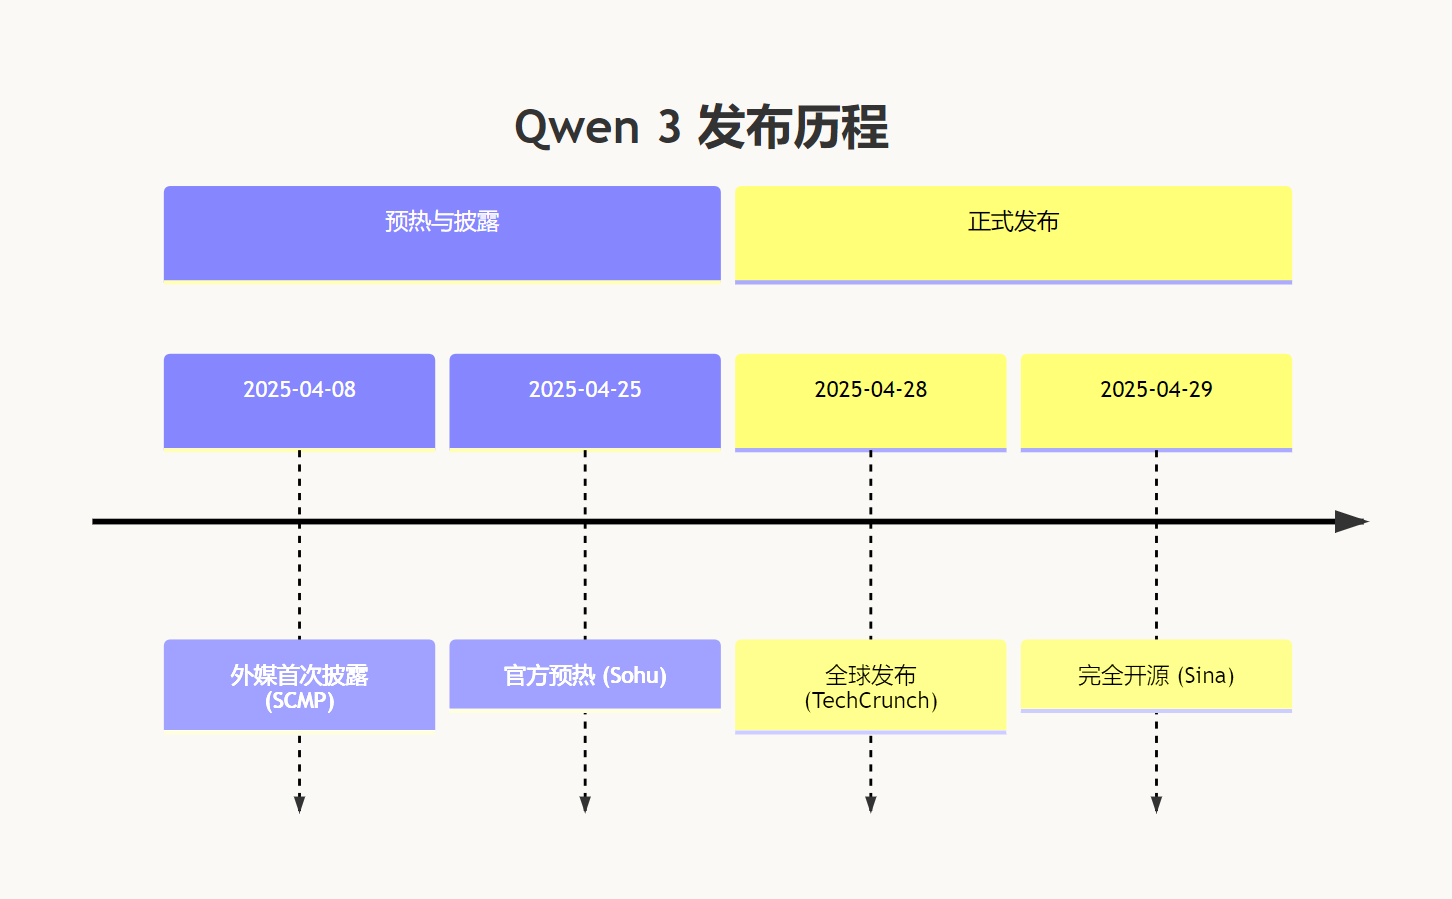 Qwen 3 发布历程
预热与披露
正式发布
2025-04-08
2025-04-25
2025-04-28
2025-04-29
外媒首次披露
(SCMP)
官方预热 (Sohu)
全球发布
(TechCrunch)
完全开源 (Sina)